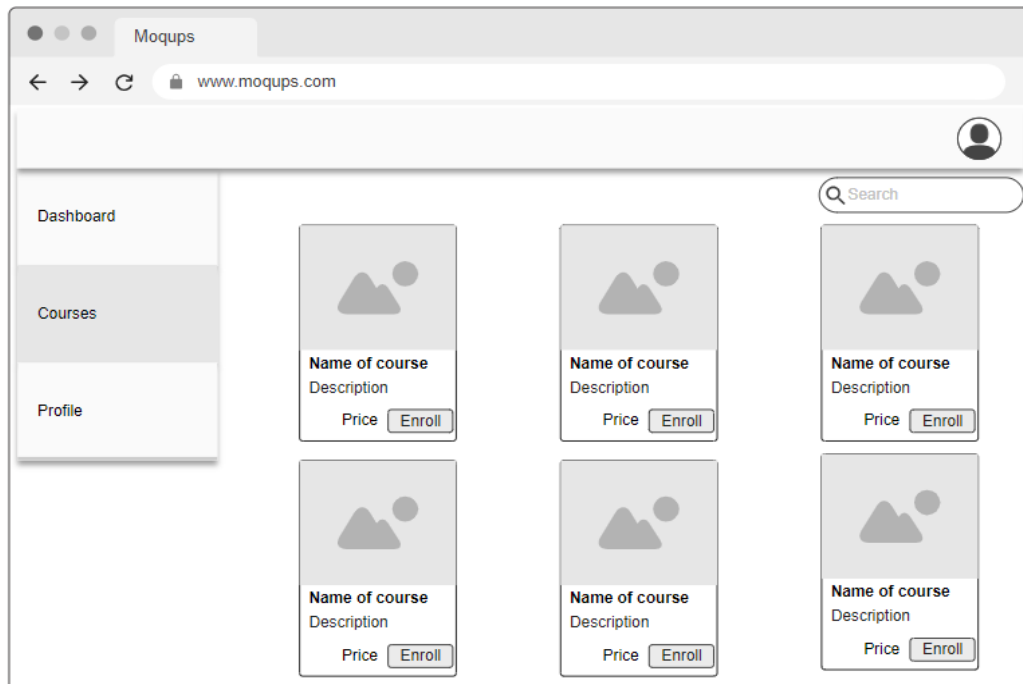 Moqups
www.moqups.com
Search
Dashboard
Courses
Profile
Name of course
Description
Price Enroll
Name of course
Description
Price Enroll
Name of course
Description
Price Enroll
Name of course
Description
Price Enroll
Name of course
Description
Price Enroll
Name of course
Description
Price Enroll